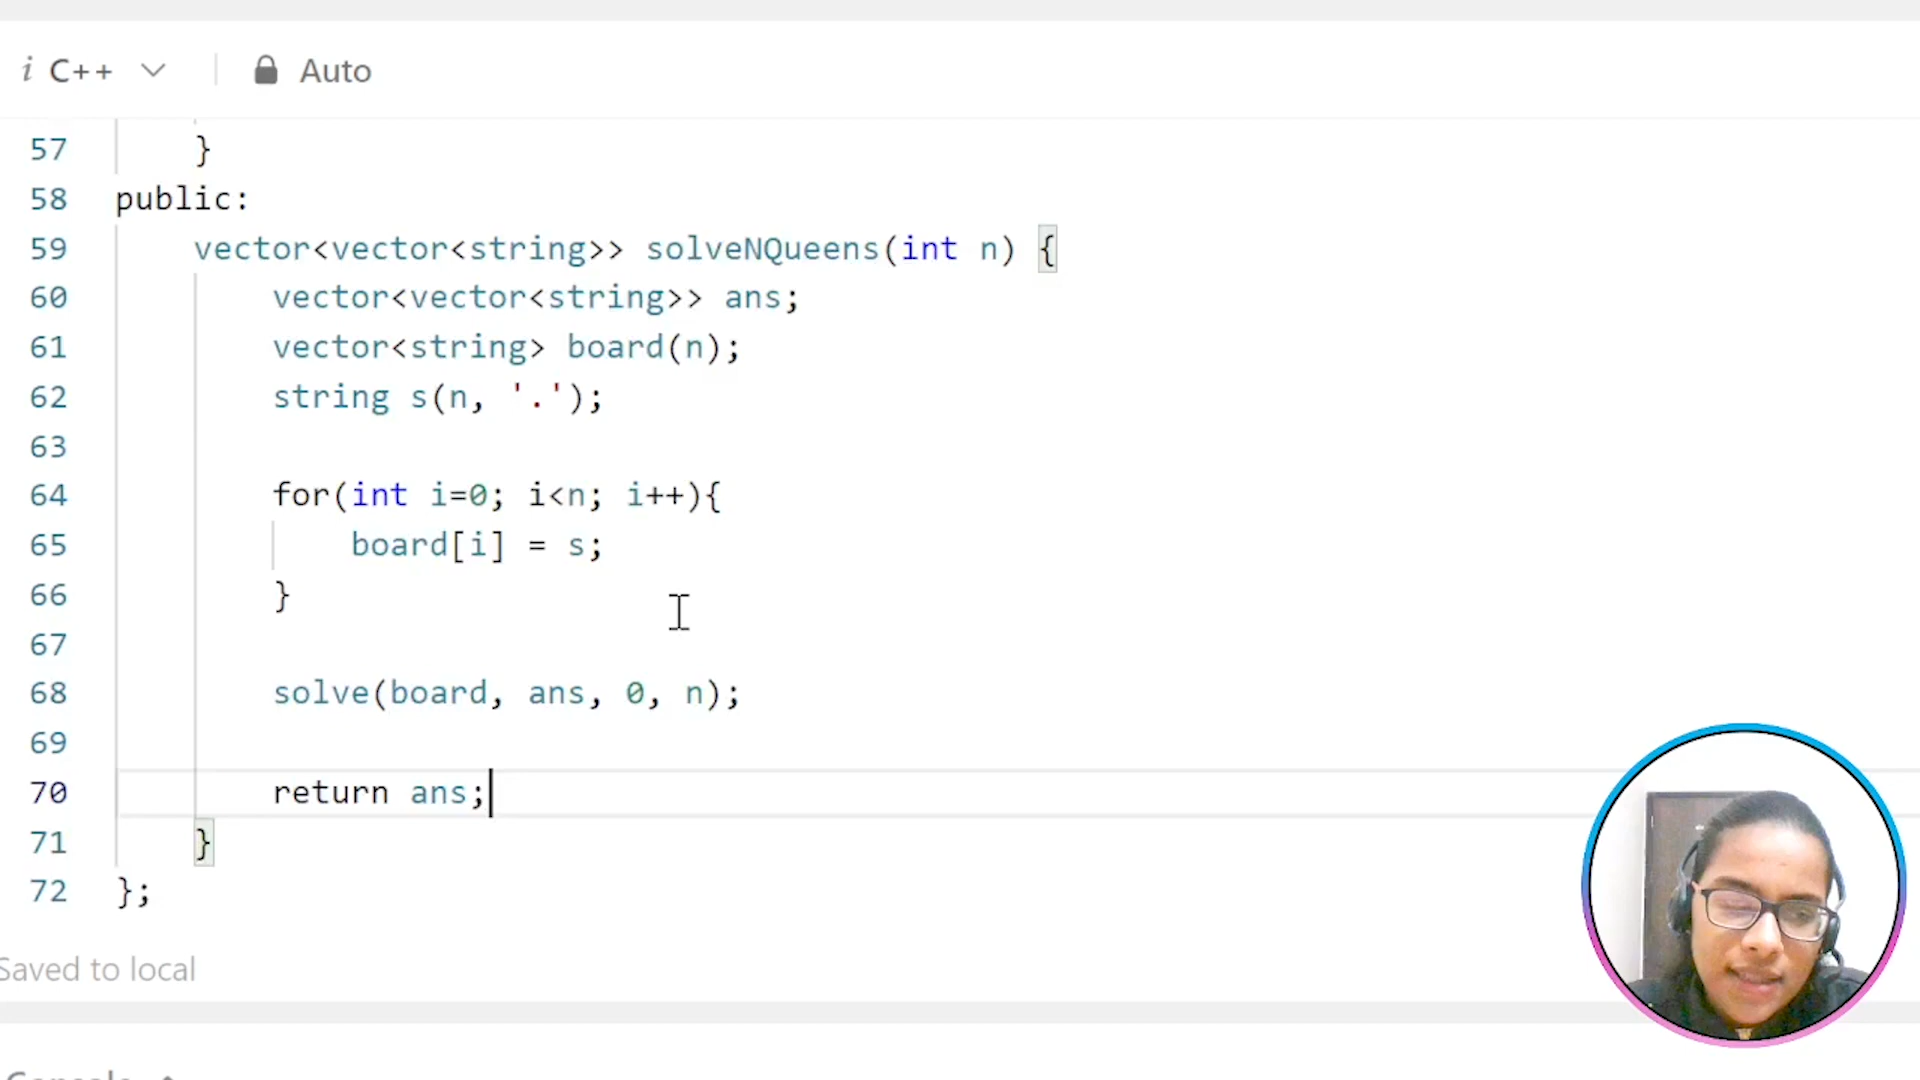 i C++ Auto
57 }
58 public:
59 vector<vector<string>> solveNQueens(int n) {
60 vector<vector<string>> ans;
61 vector<string> board(n);
62 string s(n, '.');
63
64 for(int i=0; i<n; i++){
65 board[i] = s;
66 }
67
68 solve(board, ans, 0, n);
69
70 return ans;
71 }
72 };
Saved to local
Console